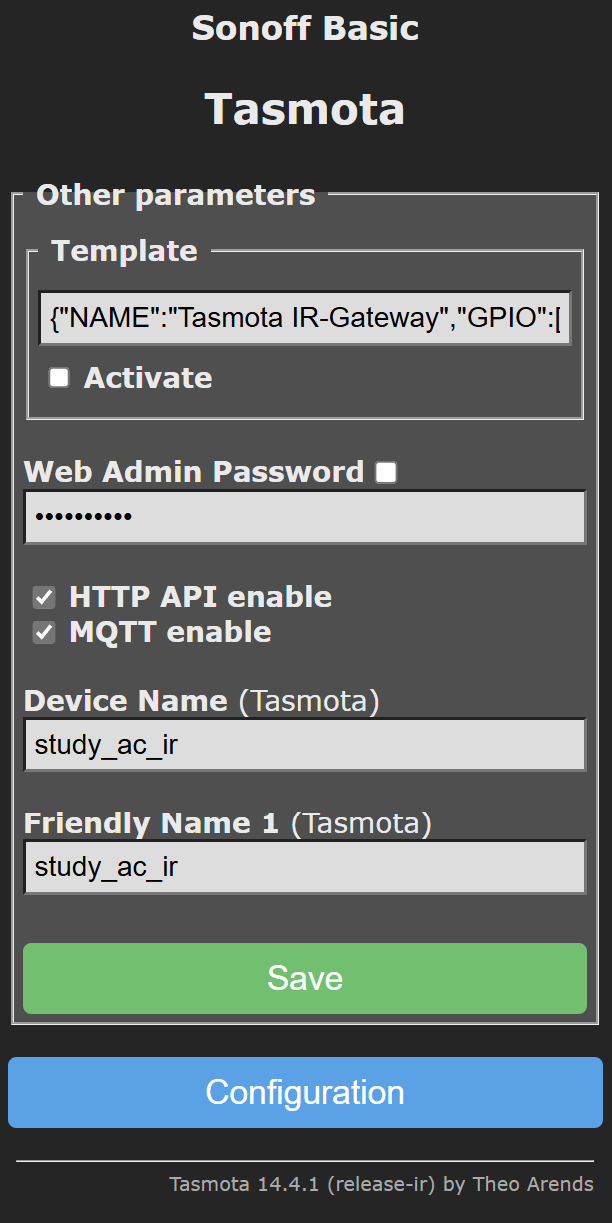 Sonoff Basic
Tasmota
Other parameters
Template
{"NAME":"Tasmota IR-Gateway","GPIO":[
Activate
Web Admin Password
••••••••••
HTTP API enable
MQTT enable
Device Name (Tasmota)
study_ac_ir
Friendly Name 1 (Tasmota)
study_ac_ir
Save
Configuration
Tasmota 14.4.1 (release-ir) by Theo Arends